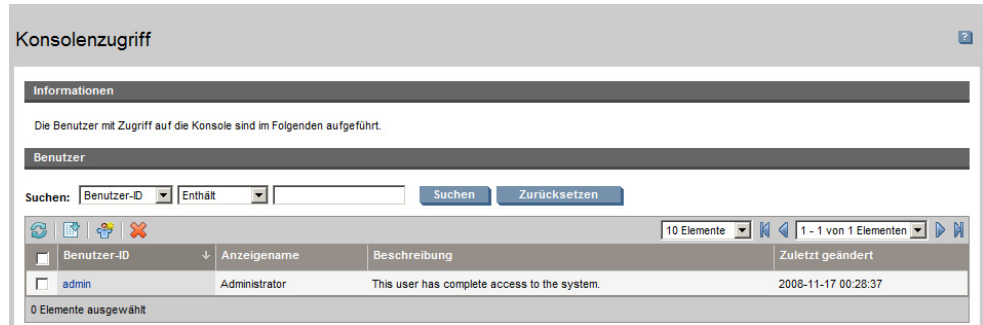 Konsolenzugriff
?
Informationen
Die Benutzer mit Zugriff auf die Konsole sind im Folgenden aufgeführt.
Benutzer
Suchen: Benutzer-ID Enthält Suchen Zurücksetzen
10 Elemente 1 - 1 von 1 Elementen
Benutzer-ID Anzeigename Beschreibung Zuletzt geändert
admin Administrator This user has complete access to the system. 2008-11-17 00:28:37
0 Elemente ausgewählt